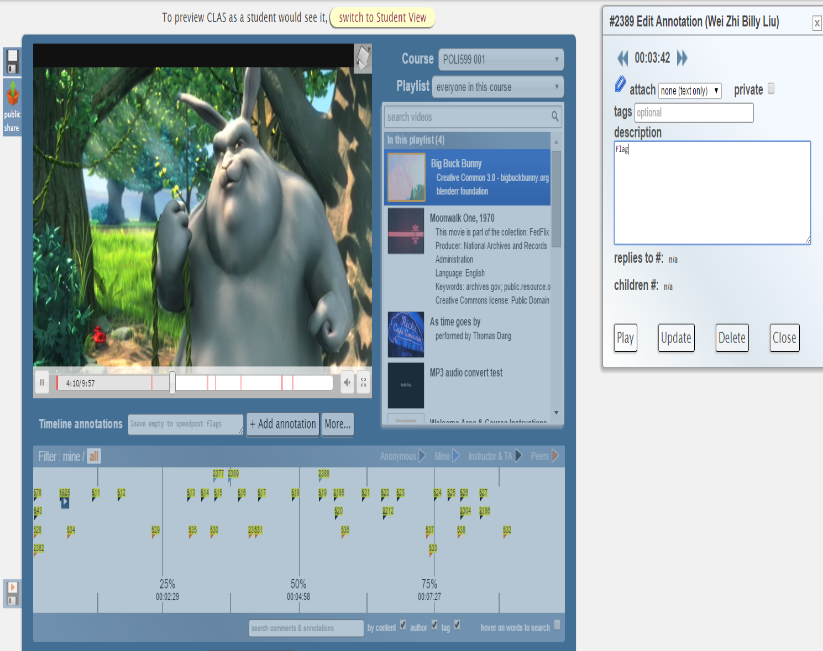 To preview CLAS as a student would see it, switch to Student View
public
share
Course POLI599 001
Playlist everyone in this course
search videos
In this playlist (4)
Big Buck Bunny
Creative Common 3.0 - bigbuckbunny.org
blenderr foundation
Moonwalk One, 1970
This movie is part of the collection: FedFlix
Producer: National Archives and Records
Administration
Language: English
Keywords: archives.gov; public.resource.o
Creative Commons license: Public Domain
As time goes by
performed by Thomas Dang
MP3 audio convert test
Welcome Area & Course Instructions
4:10/9:57
Timeline annotations leave empty to speedpost flags + Add annotation More...
Filter : mine / all
Anonymous Mine Instructor & TA Peers
2377 2389 2388
25% 50% 75%
00:02:29 00:04:58 00:07:27
search comments & annotations by content author tag hover on words to search
#2389 Edit Annotation (Wei Zhi Billy Liu) x
00:03:42
attach none (text only) private
tags optional
description
Flag
replies to #: n/a
children #: n/a
Play Update Delete Close